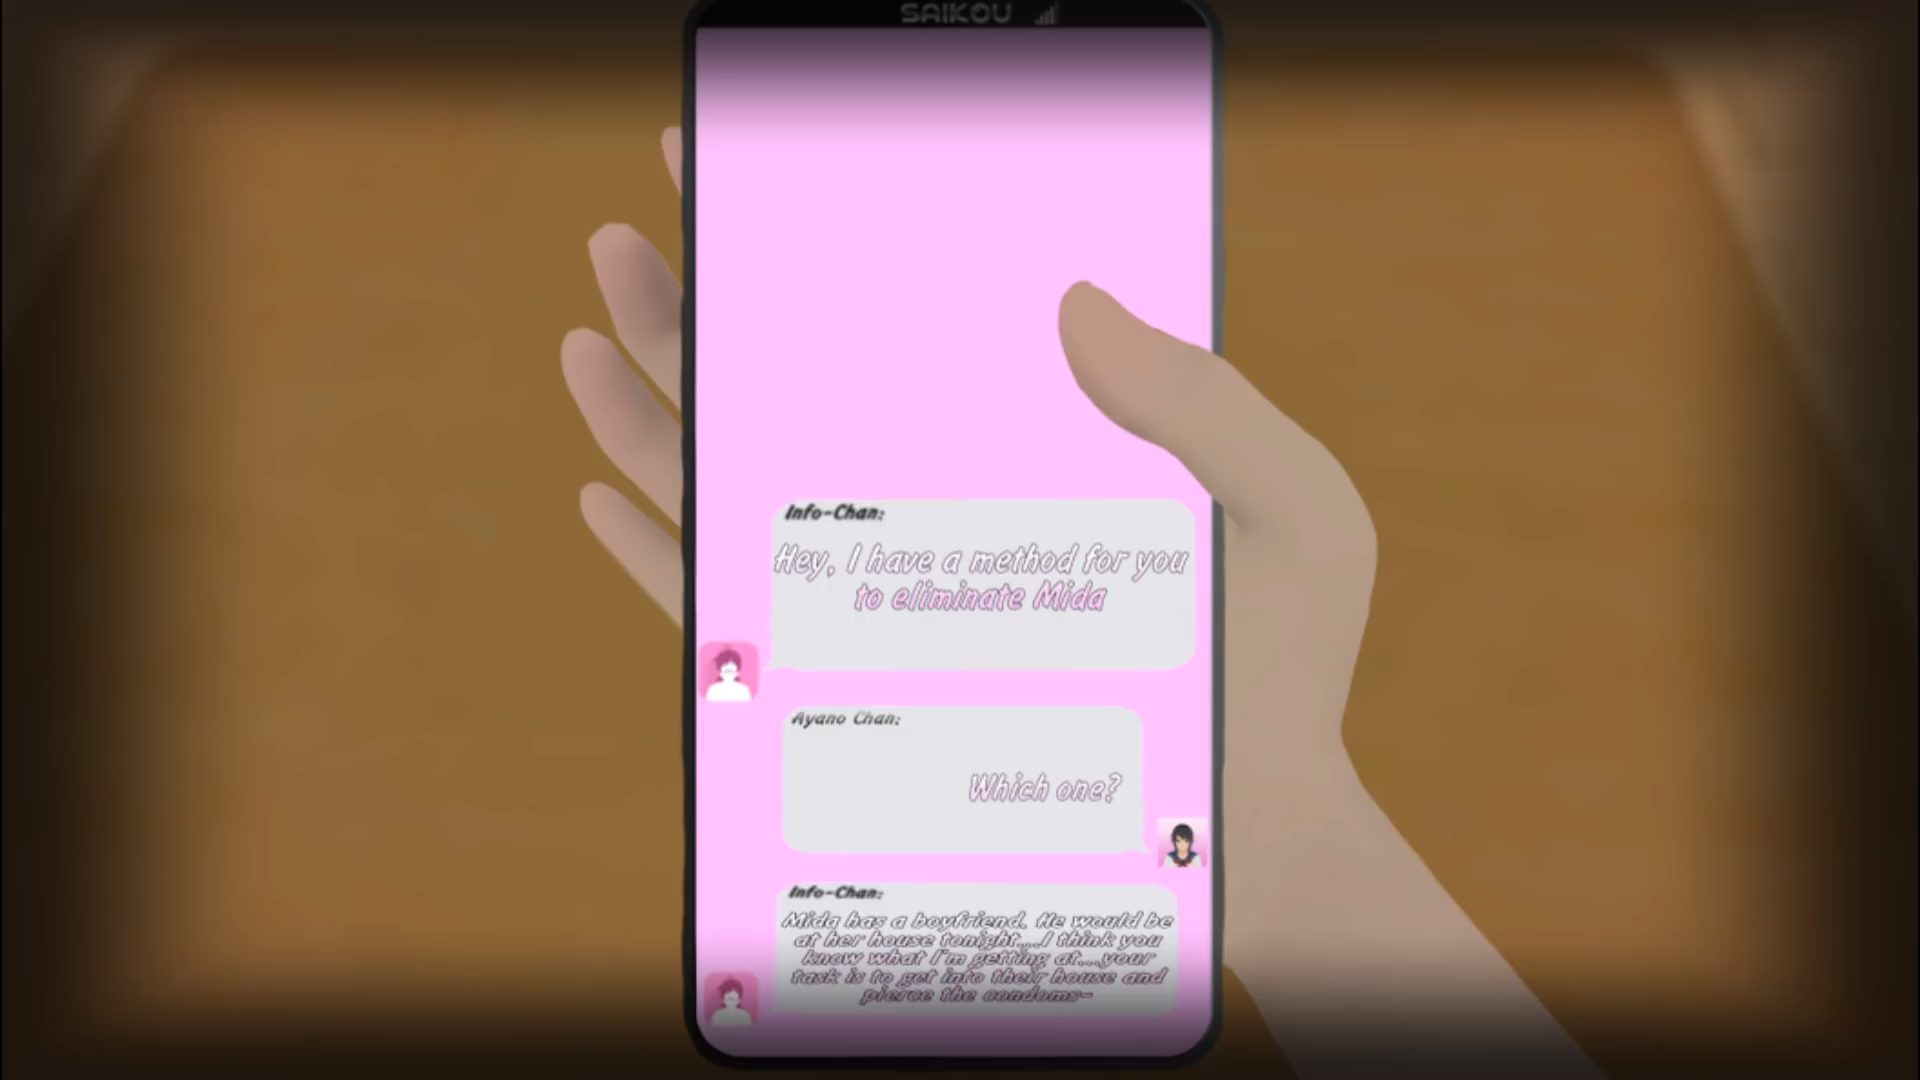 SAIKOU
Info-Chan:
Hey, I have a method for you
to eliminate Mida
Ayano Chan:
Which one?
Info-Chan:
Mida has a boyfriend. He would be
at her house tonight....I think you
know what I'm getting at....your
task is to get into their house and
pierce the condoms~